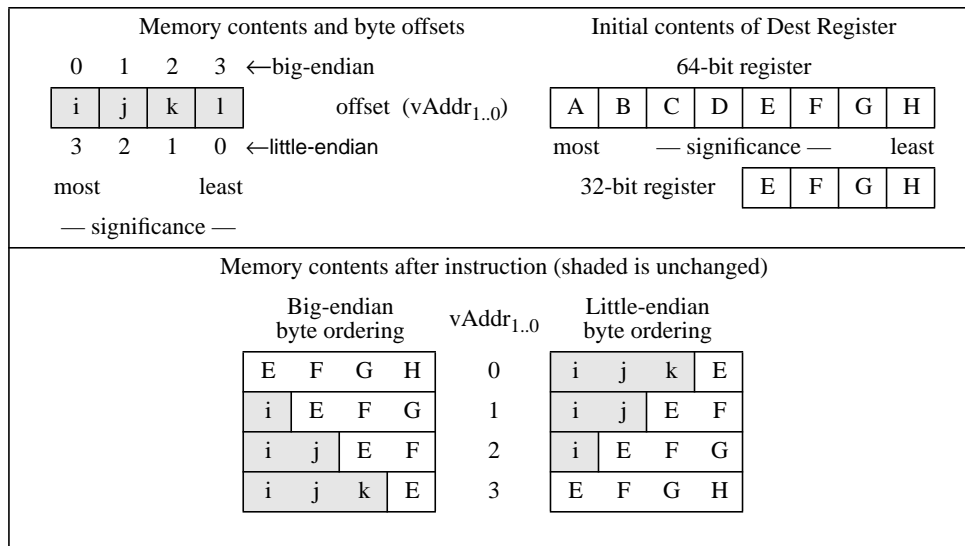 Memory contents and byte offsets
Initial contents of Dest Register
0 1 2 3 ←big-endian
64-bit register
i j k l
offset (vAddr1..0)
A B C D E F G H
3 2 1 0 ←little-endian
most — significance — least
most least
32-bit register E F G H
— significance —
Memory contents after instruction (shaded is unchanged)
Big-endian
byte ordering
vAddr1..0
Little-endian
byte ordering
E F G H 0 i j k E
i E F G 1 i j E F
i j E F 2 i E F G
i j k E 3 E F G H